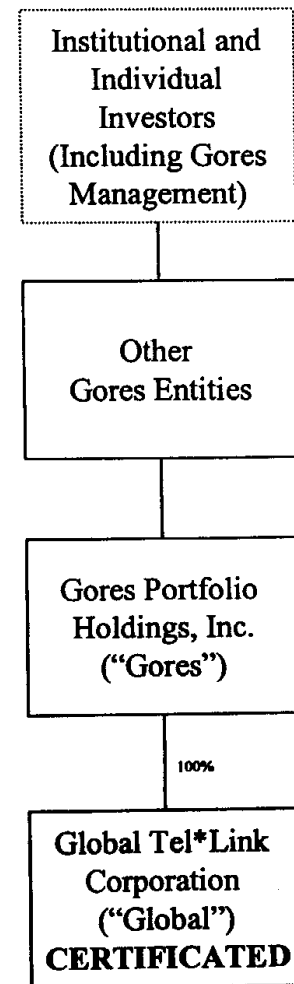 Institutional and
Individual
Investors
(Including Gores
Management)
Other
Gores Entities
Gores Portfolio
Holdings, Inc.
(“Gores”)
100%
Global Tel*Link
Corporation
(“Global”)
CERTIFICATED